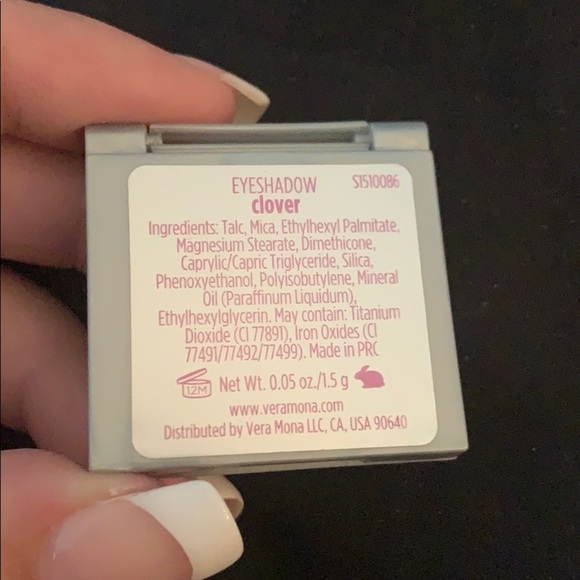 EYESHADOW S1510086
clover
Ingredients: Talc, Mica, Ethylhexyl Palmitate,
Magnesium Stearate, Dimethicone,
Caprylic/Capric Triglyceride, Silica,
Phenoxyethanol, Polyisobutylene, Mineral
Oil (Paraffinum Liquidum),
Ethylhexylglycerin. May contain: Titanium
Dioxide (CI 77891), Iron Oxides (CI
77491/77492/77499). Made in PRC
12M Net Wt. 0.05 oz./1.5 g
www.veramona.com
Distributed by Vera Mona LLC, CA, USA 90640